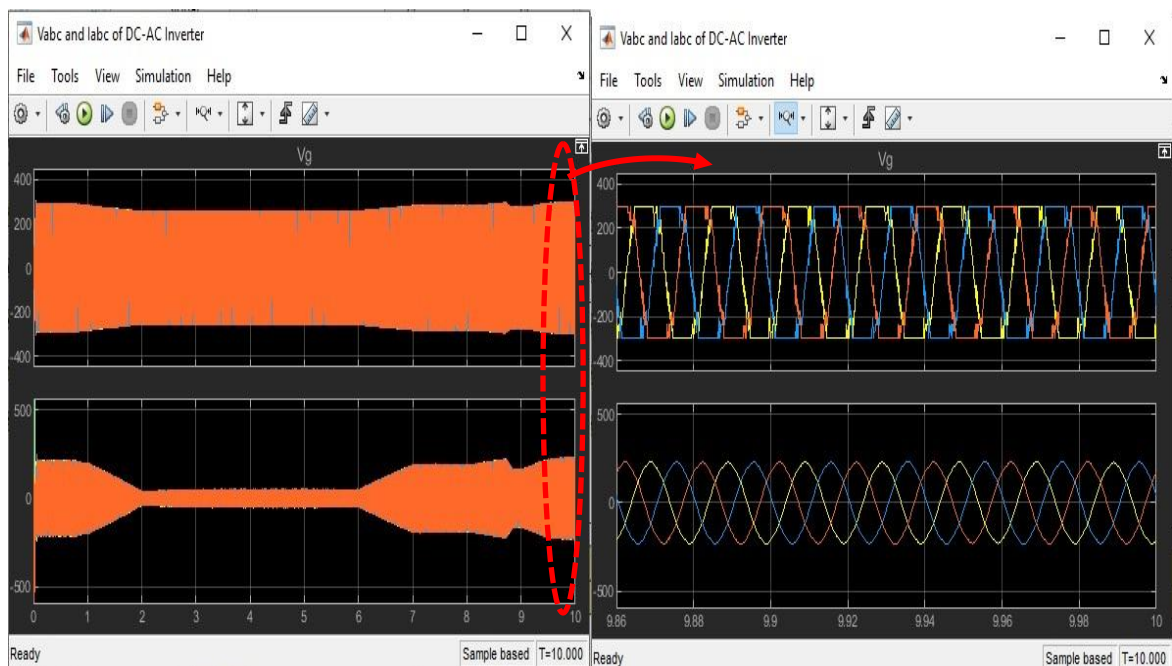 Vabc and Iabc of DC-AC Inverter
File Tools View Simulation Help
Vg
400
200
0
-200
-400
500
0
-500
0 1 2 3 4 5 6 7 8 9 10
Ready Sample based T=10.000
Vabc and Iabc of DC-AC Inverter
File Tools View Simulation Help
Vg
400
200
0
-200
-400
500
0
-500
9.86 9.88 9.9 9.92 9.94 9.96 9.98 10
Ready Sample based T=10.000